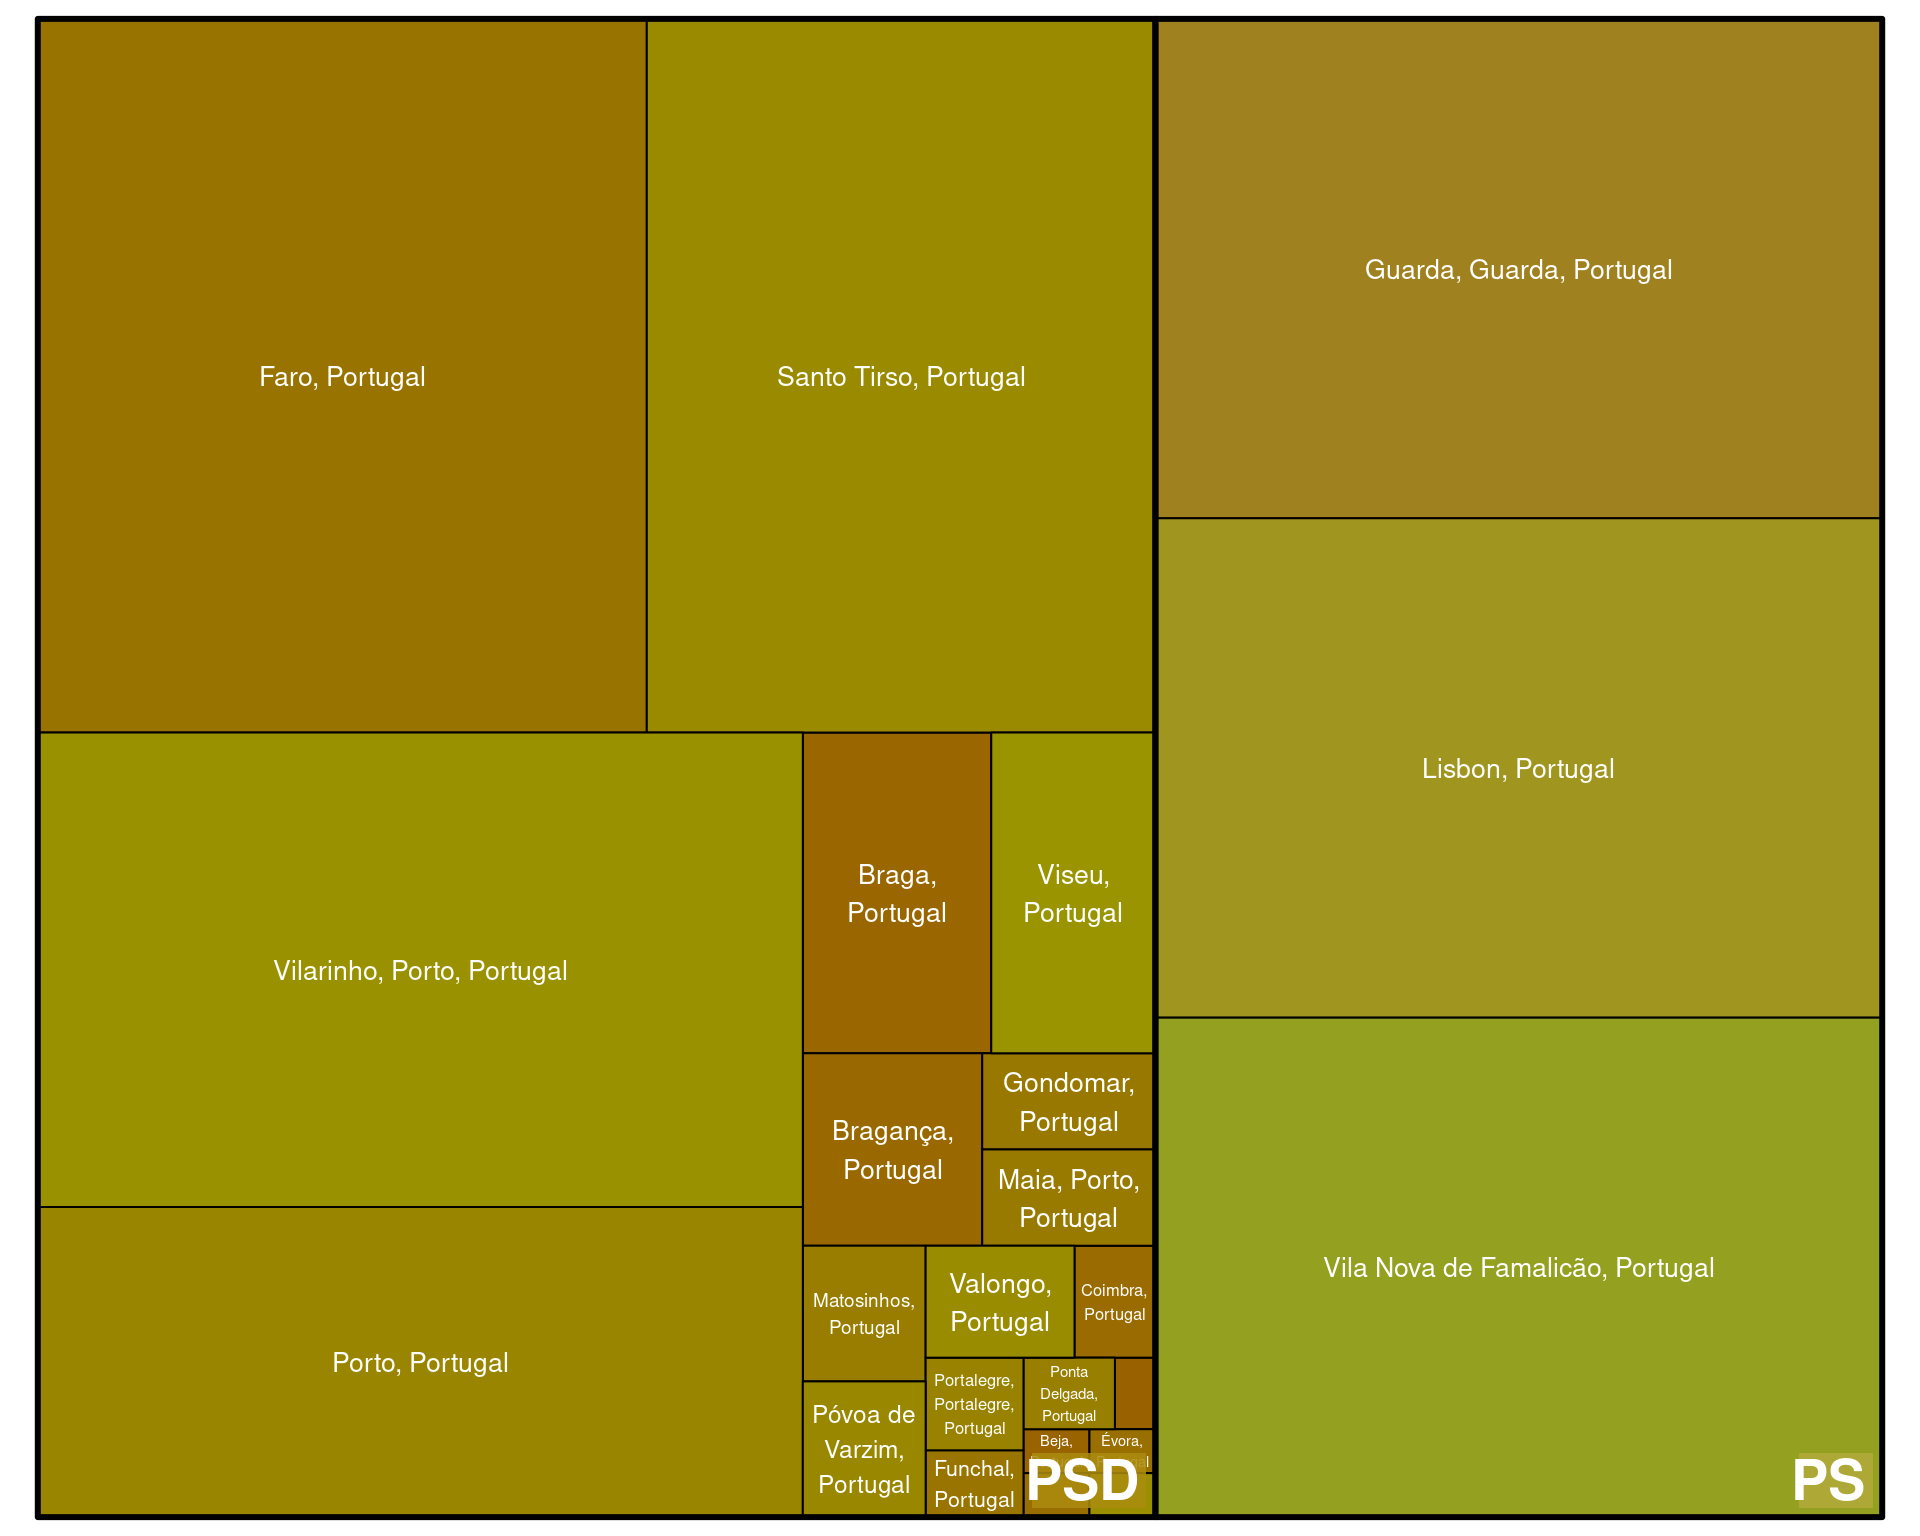 Faro, Portugal
Santo Tirso, Portugal
Guarda, Guarda, Portugal
Lisbon, Portugal
Vilarinho, Porto, Portugal
Braga,
Portugal
Viseu,
Portugal
Bragança,
Portugal
Gondomar,
Portugal
Maia, Porto,
Portugal
Porto, Portugal
Matosinhos,
Portugal
Valongo,
Portugal
Coimbra,
Portugal
Póvoa de
Varzim,
Portugal
Portalegre,
Portalegre,
Portugal
Ponta
Delgada,
Portugal
Funchal,
Portugal
Beja,
Évora,
PSD
Vila Nova de Famalicão, Portugal
PS